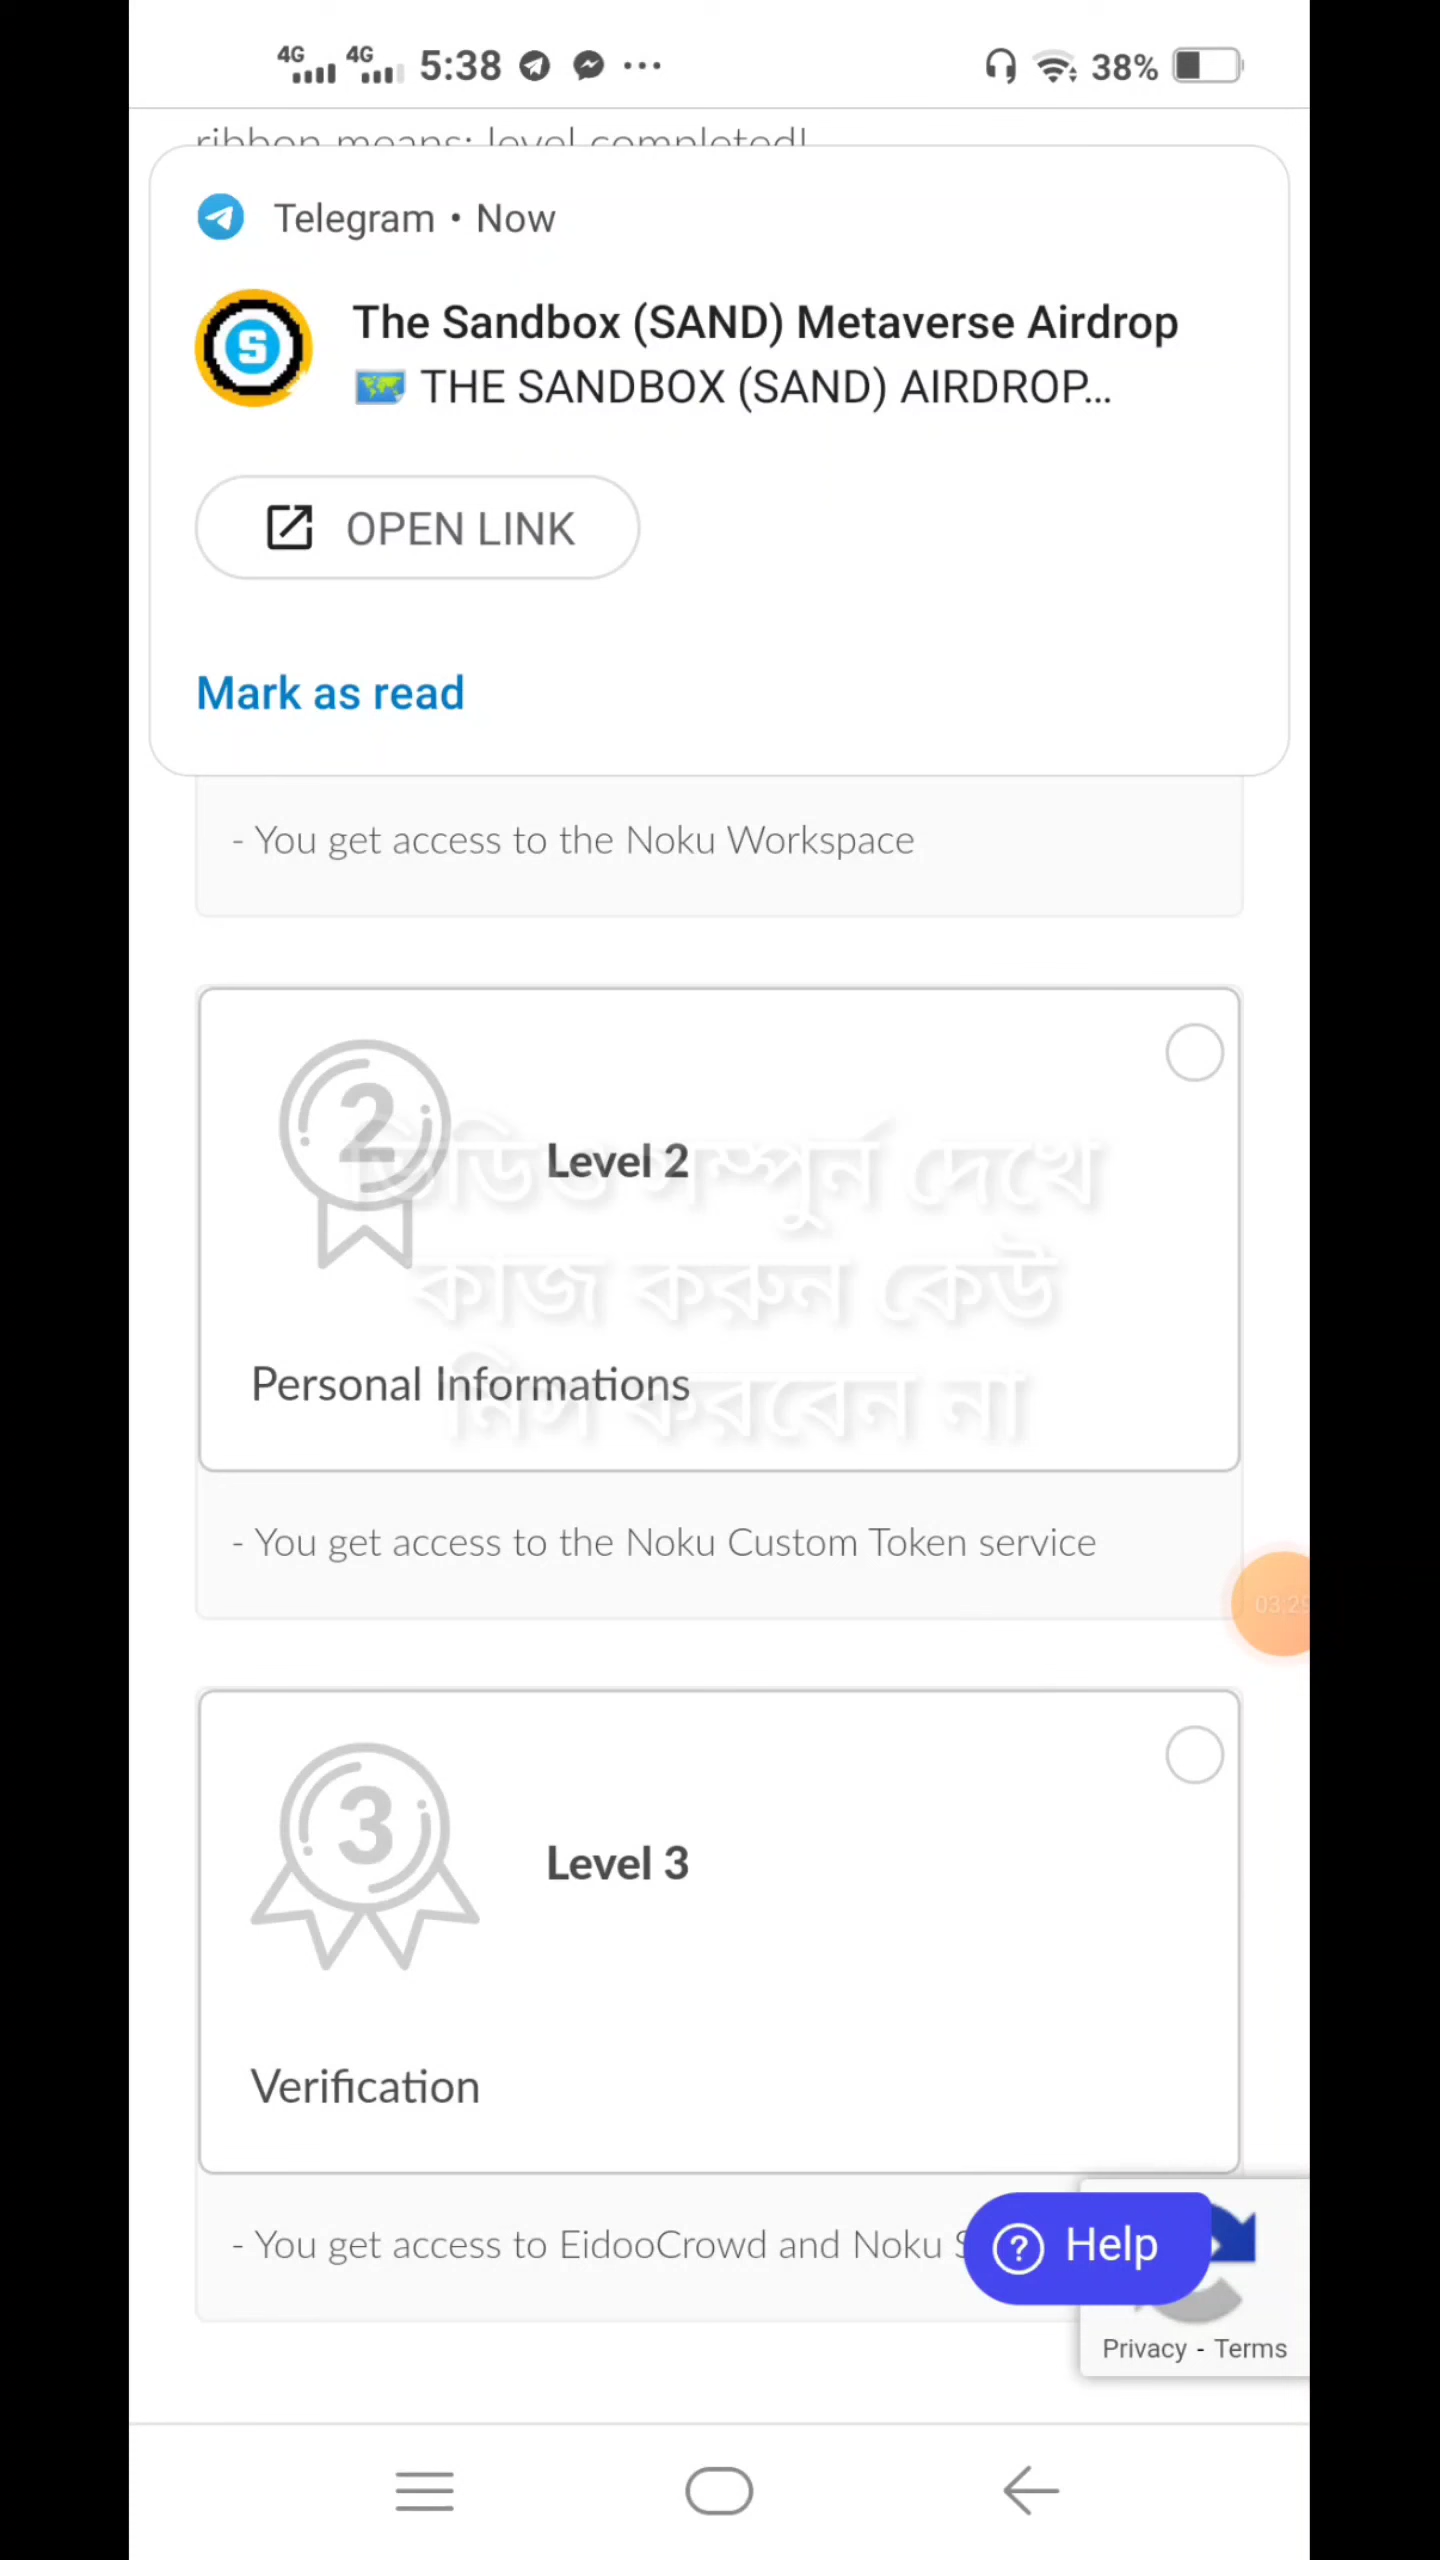 4G 4G 5:38 38%
ribbon means: level completed!
Telegram • Now
The Sandbox (SAND) Metaverse Airdrop
THE SANDBOX (SAND) AIRDROP...
OPEN LINK
Mark as read
- You get access to the Noku Workspace
2
Level 2
ভিডিও সম্পুর্ন দেখে
কাজ করুন কেউ
মিস করবেন না
Personal Informations
- You get access to the Noku Custom Token service
3
Level 3
Verification
- You get access to EidooCrowd and Noku
Help
Privacy - Terms